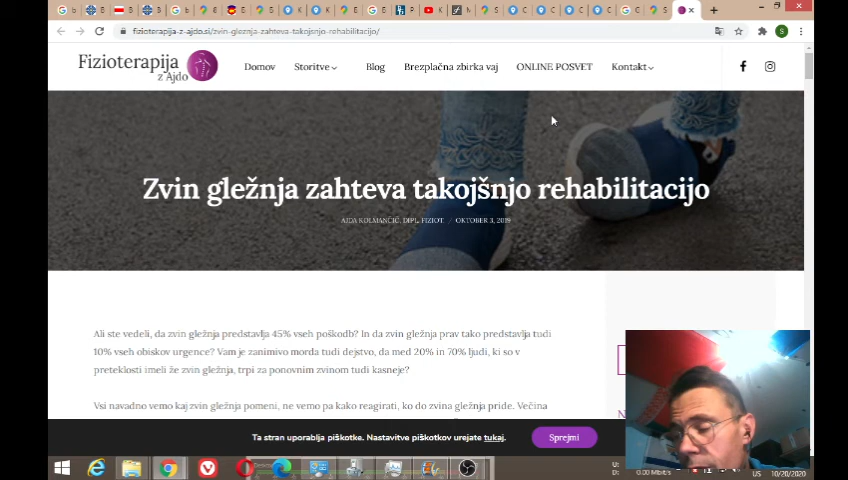 fizioterapija-z-ajdo.si/zvin-gleznja-zahteva-takojsnjo-rehabilitacijo/
Fizioterapija
z Ajdo
Domov
Storitve
Blog
Brezplačna zbirka vaj
ONLINE POSVET
Kontakt
Zvin gležnja zahteva takojšnjo rehabilitacijo
AJDA KOLMANČIČ, DIPL. FIZIOT. / OKTOBER 3, 2019
Ali ste vedeli, da zvin gležnja predstavlja 45% vseh poškodb? In da zvin gležnja prav tako predstavlja tudi
10% vseh obiskov urgence? Vam je zanimivo morda tudi dejstvo, da med 20% in 70% ljudi, ki so v
preteklosti imeli že zvin gležnja, trpi za ponovnim zvinom tudi kasneje?
Vsi navadno vemo kaj zvin gležnja pomeni, ne vemo pa kako reagirati, ko do zvina gležnja pride. Večina
Ta stran uporablja piškotke. Nastavitve piškotkov urejate tukaj.
Sprejmi
0.00 Mbit/s
US
10/20/2020